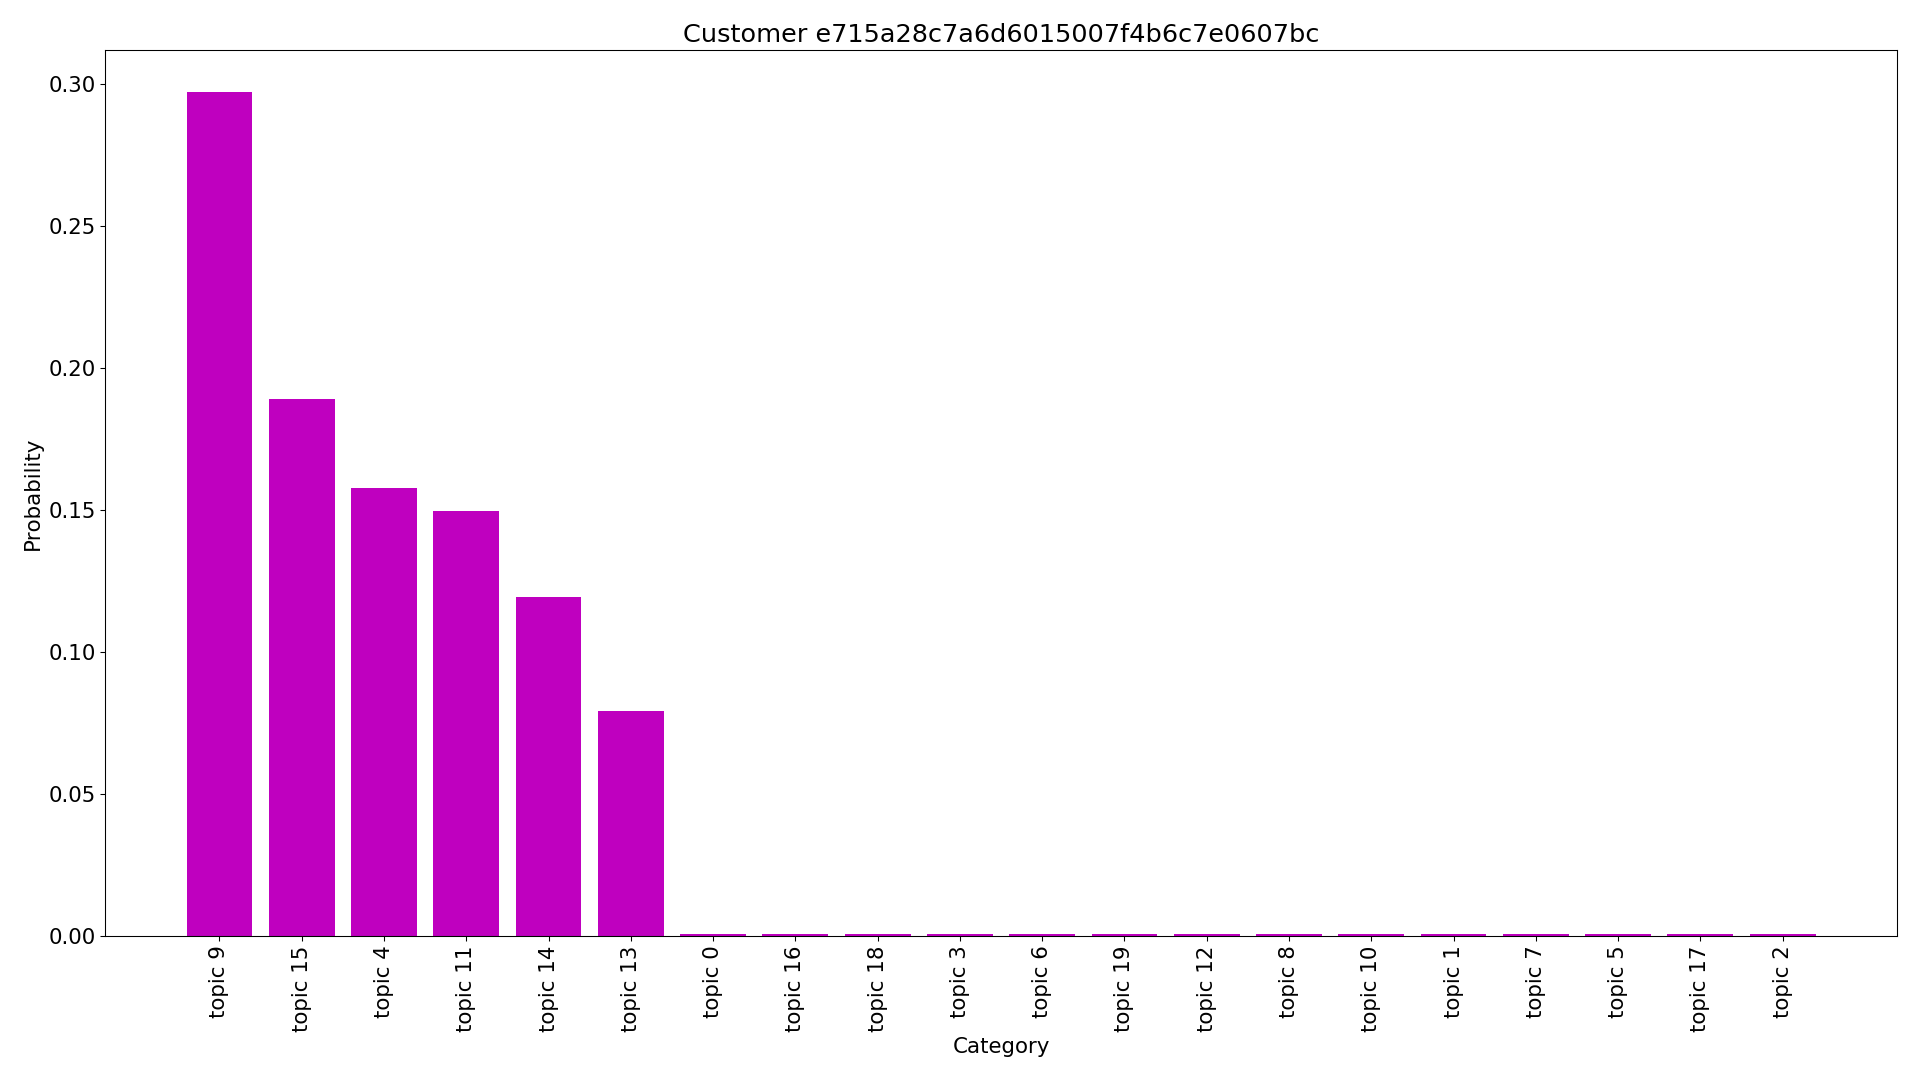 Customer e715a28c7a6d6015007f4b6c7e0607bc
0.30
0.25
0.20
0.15
0.10
0.05
0.00
Probability
topic 9
topic 15
topic 4
topic 11
topic 14
topic 13
topic 0
topic 16
topic 18
topic 3
topic 6
topic 19
topic 12
topic 8
topic 10
topic 1
topic 7
topic 5
topic 17
topic 2
Category